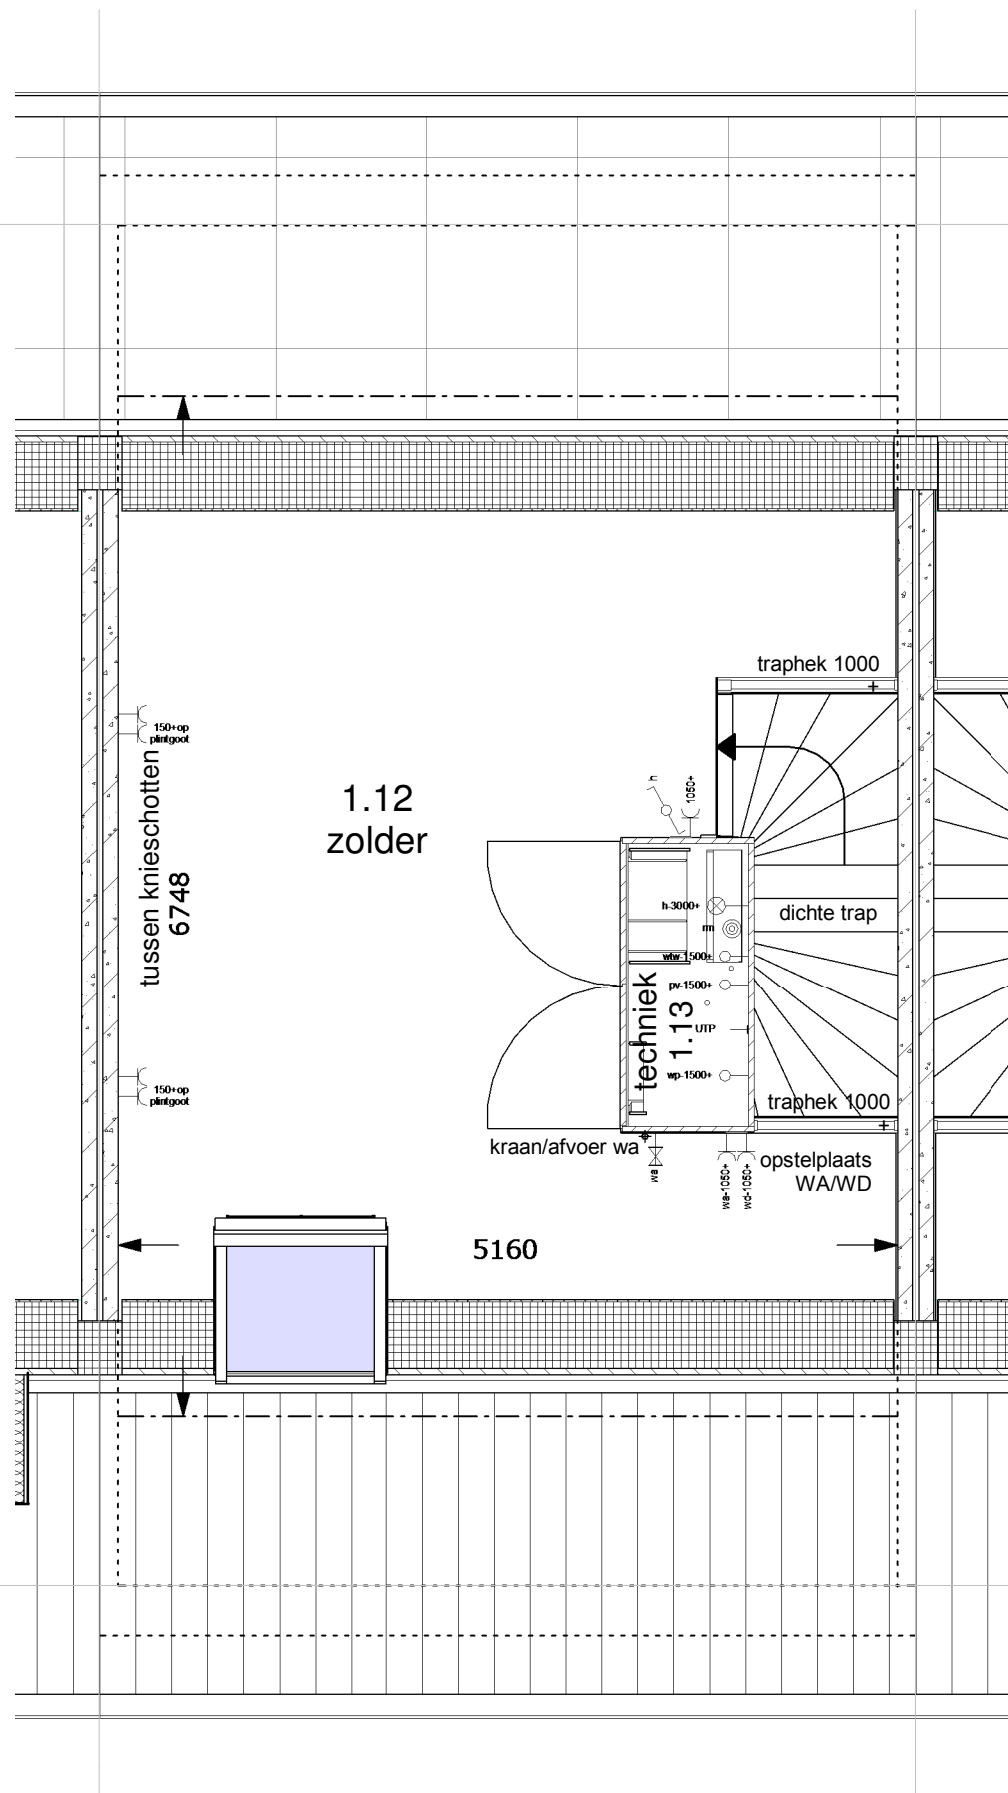 traphek 1000
150+op
plintgoot
tussen knieschotten
6748
1.12
zolder
h
1050+
h-3000+
dichte trap
rm
wtw-1500+
techniek
1.13
pv-1500+
UTP
wp-1500+
150+op
plintgoot
traphek 1000
kraan/afvoer wa
wa
wa-1050+
wd-1050+
opstelplaats
WA/WD
5160